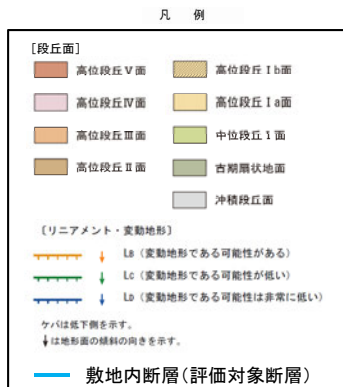 凡 例
[段丘面]
高位段丘Ⅴ面
高位段丘Ⅰb面
高位段丘Ⅳ面
高位段丘Ⅰa面
高位段丘Ⅲ面
中位段丘1面
高位段丘Ⅱ面
古期扇状地面
沖積段丘面
[リニアメント・変動地形]
LB (変動地形である可能性がある)
LC (変動地形である可能性が低い)
LD (変動地形である可能性は非常に低い)
ケバは低下側を示す。
↓は地形面の傾斜の向きを示す。
敷地内断層(評価対象断層)